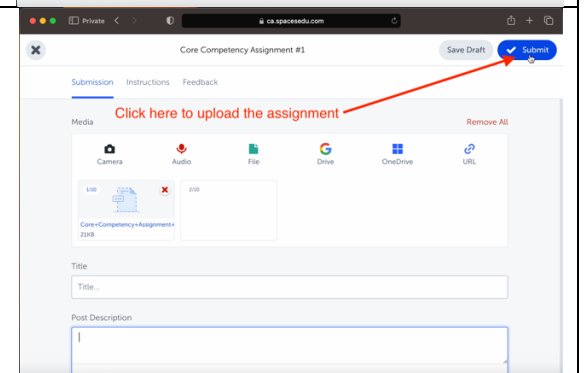 Private
ca.spacesedu.com
Core Competency Assignment #1
Save Draft
Submit
Submission Instructions Feedback
Click here to upload the assignment
Media
Remove All
Camera Audio File Drive OneDrive URL
1/10
2/10
Core+Competency+Assignment+
21KB
Title
Title...
Post Description